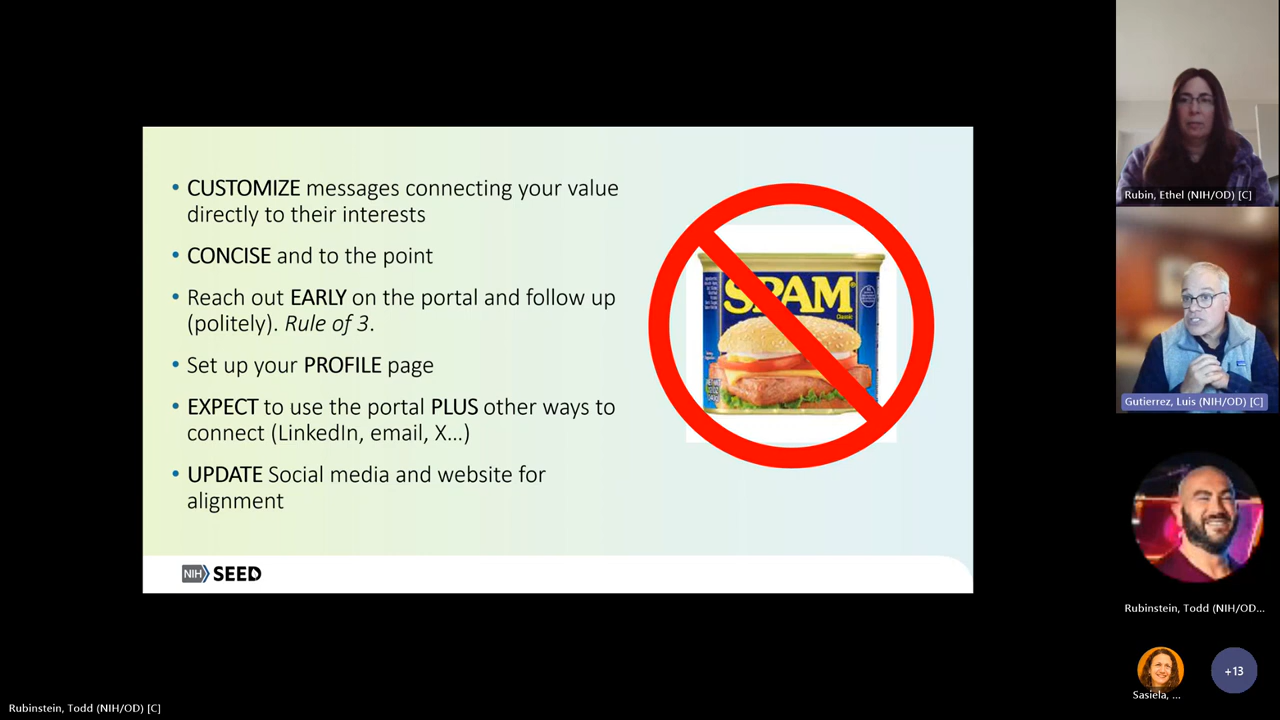 • CUSTOMIZE messages connecting your value
directly to their interests
• CONCISE and to the point
• Reach out EARLY on the portal and follow up
(politely). Rule of 3.
• Set up your PROFILE page
• EXPECT to use the portal PLUS other ways to
connect (LinkedIn, email, X...)
• UPDATE Social media and website for
alignment
SPAM®
Classic
NIH SEED
Rubin, Ethel (NIH/OD) [C]
Gutierrez, Luis (NIH/OD) [C]
Rubinstein, Todd (NIH/OD...
Sasiela, ...
+13
Rubinstein, Todd (NIH/OD) [C]